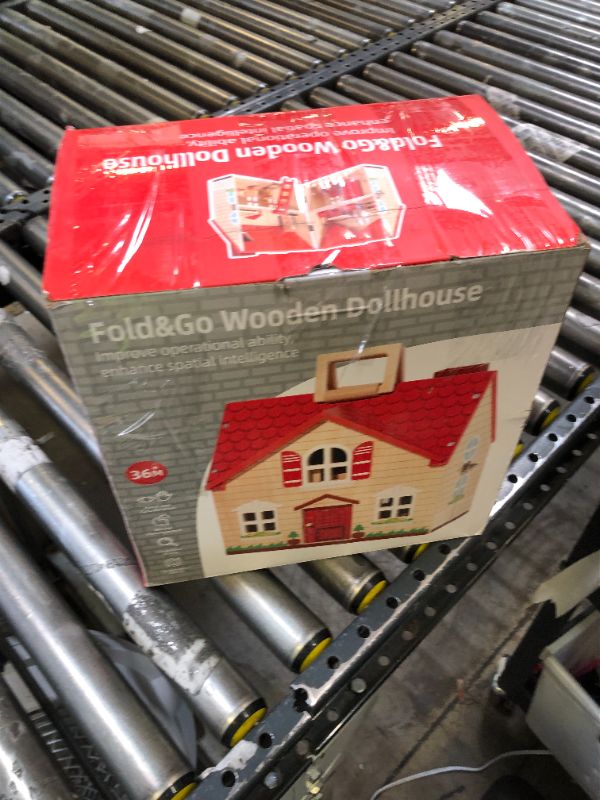 Fold&Go Wooden Dollhouse
Improve operational ability,
enhance spatial intelligence
Fold&Go Wooden Dollhouse
Improve operational ability,
enhance spatial intelligence
36M